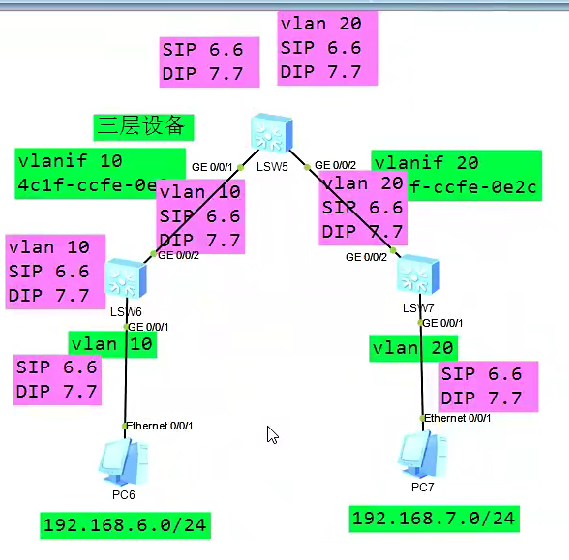 vlan 20
SIP 6.6
DIP 7.7
SIP 6.6
DIP 7.7
三层设备
LSW5
vlanif 10
4c1f-ccfe-0e
GE 0/0/1
GE 0/0/2
vlanif 20
f-ccfe-0e2c
vlan 10
SIP 6.6
DIP 7.7
vlan 20
SIP 6.6
DIP 7.7
vlan 10
SIP 6.6
DIP 7.7
GE 0/0/2
GE 0/0/2
LSW6
LSW7
GE 0/0/1
GE 0/0/1
vlan 10
vlan 20
SIP 6.6
DIP 7.7
SIP 6.6
DIP 7.7
Ethernet 0/0/1
Ethernet 0/0/1
PC6
PC7
192.168.6.0/24
192.168.7.0/24